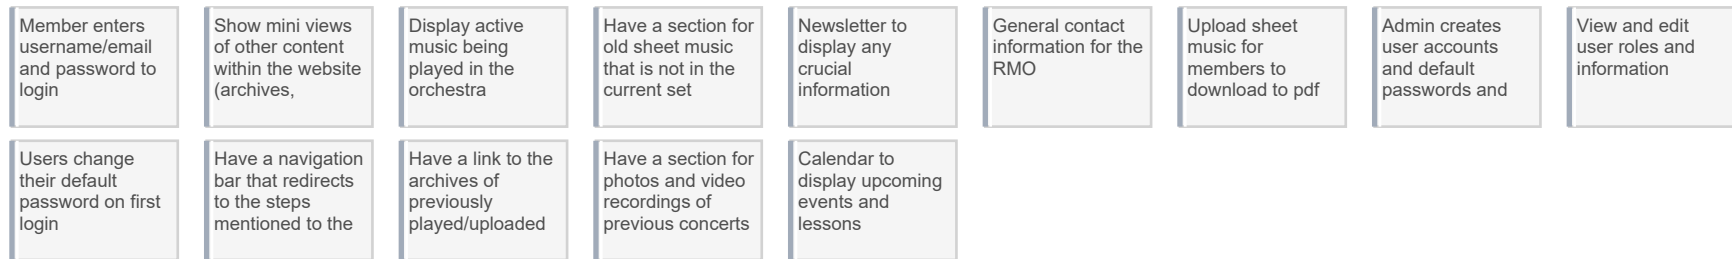 Member enters
username/email
and password to
login
Show mini views
of other content
within the website
(archives,
Display active
music being
played in the
orchestra
Have a section for
old sheet music
that is not in the
current set
Newsletter to
display any
crucial
information
General contact
information for the
RMO
Upload sheet
music for
members to
download to pdf
Admin creates
user accounts
and default
passwords and
View and edit
user roles and
information
Users change
their default
password on first
login
Have a navigation
bar that redirects
to the steps
mentioned to the
Have a link to the
archives of
previously
played/uploaded
Have a section for
photos and video
recordings of
previous concerts
Calendar to
display upcoming
events and
lessons